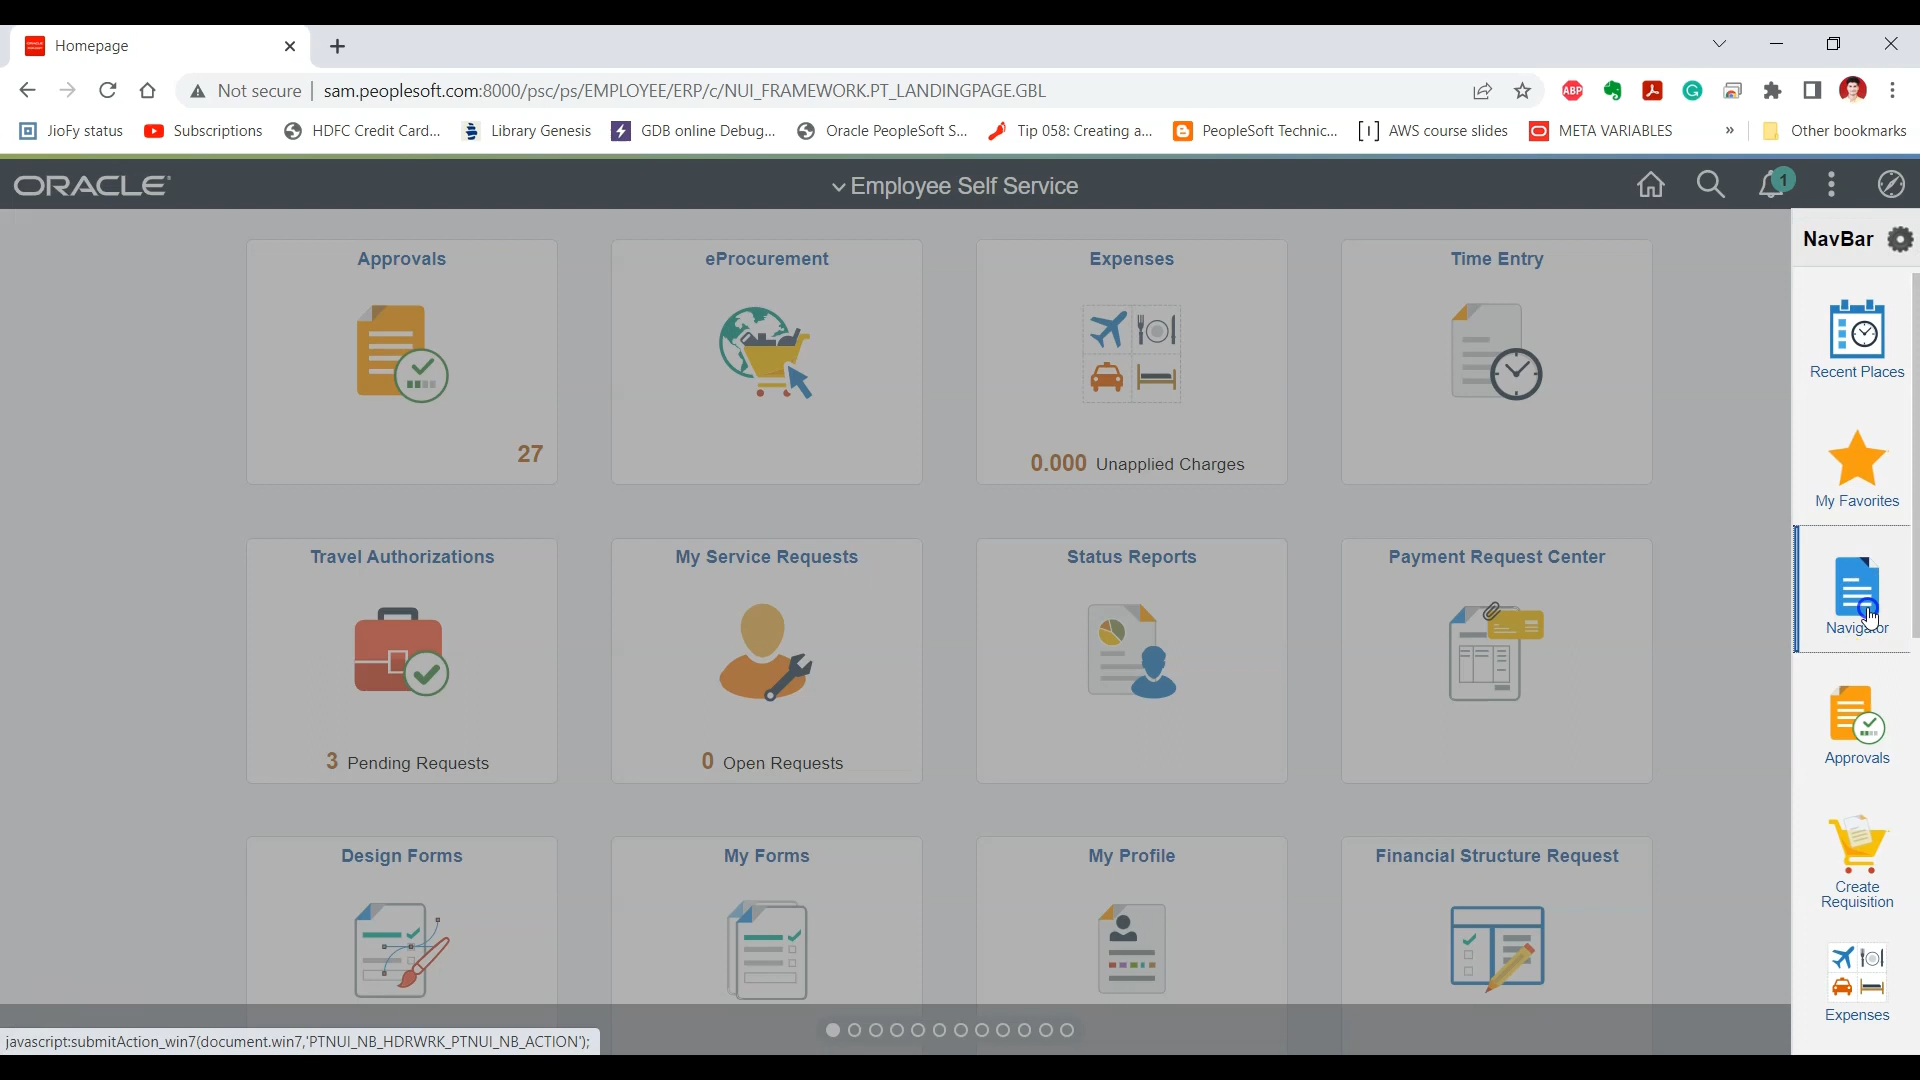 Homepage
Not secure
sam.peoplesoft.com:8000/psc/ps/EMPLOYEE/ERP/c/NUI_FRAMEWORK.PT_LANDINGPAGE.GBL
ABP
JioFy status
Subscriptions
HDFC Credit Card...
Library Genesis
GDB online Debug...
Oracle PeopleSoft S...
Tip 058: Creating a...
PeopleSoft Technic...
AWS course slides
META VARIABLES
»
Other bookmarks
ORACLE
Employee Self Service
1
NavBar
Approvals
eProcurement
Expenses
Time Entry
27
0.000 Unapplied Charges
Recent Places
My Favorites
Travel Authorizations
My Service Requests
Status Reports
Payment Request Center
Navigator
3 Pending Requests
0 Open Requests
Approvals
Design Forms
My Forms
My Profile
Financial Structure Request
Create
Requisition
Expenses
javascript:submitAction_win7(document.win7,'PTNUI_NB_HDRWRK_PTNUI_NB_ACTION');